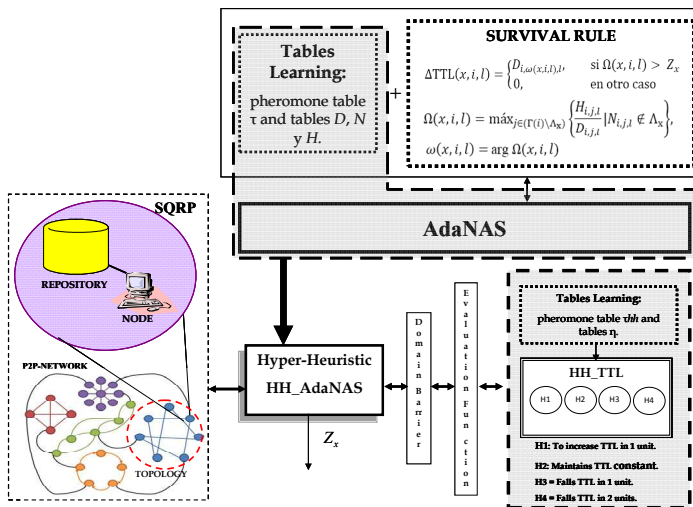 Tables
Learning:
pheromone table
τ and tables D, N
y H.
+
SURVIVAL RULE
ΔTTL(x, i, l) = {D_{i,ω(x,i,l),l}, si Ω(x, i, l) > Z_x
0, en otro caso
Ω(x, i, l) = máx_{j∈(Γ(i)\Λ_x)} {H_{i,j,l} / D_{i,j,l} | N_{i,j,l} ∉ Λ_x},
ω(x, i, l) = arg Ω(x, i, l)
AdaNAS
SQRP
REPOSITORY
NODE
P2P-NETWORK
TOPOLOGY
Hyper-Heuristic
HH_AdaNAS
Z_x
Domain Barrier
Evaluation Fun ction
Tables Learning:
pheromone table τhh and
tables η.
HH_TTL
H1
H2
H3
H4
H1: To increase TTL in 1 unit.
H2: Maintains TTL constant.
H3 = Falls TTL in 1 unit.
H4 = Falls TTL in 2 units.